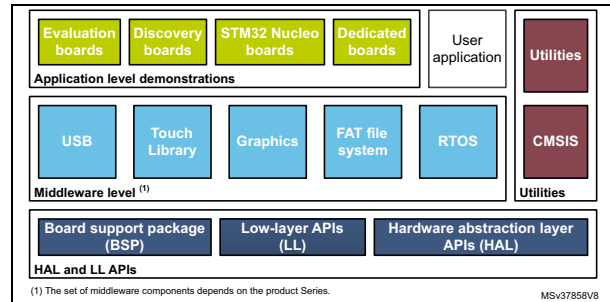 Evaluation
boards
Discovery
boards
STM32 Nucleo
boards
Dedicated
boards
Application level demonstrations
User
application
Utilities
CMSIS
Utilities
USB
Touch
Library
Graphics
FAT file
system
RTOS
Middleware level (1)
Board support package
(BSP)
Low-layer APIs
(LL)
Hardware abstraction layer
APIs (HAL)
HAL and LL APIs
(1) The set of middleware components depends on the product Series.
MSv37858V8